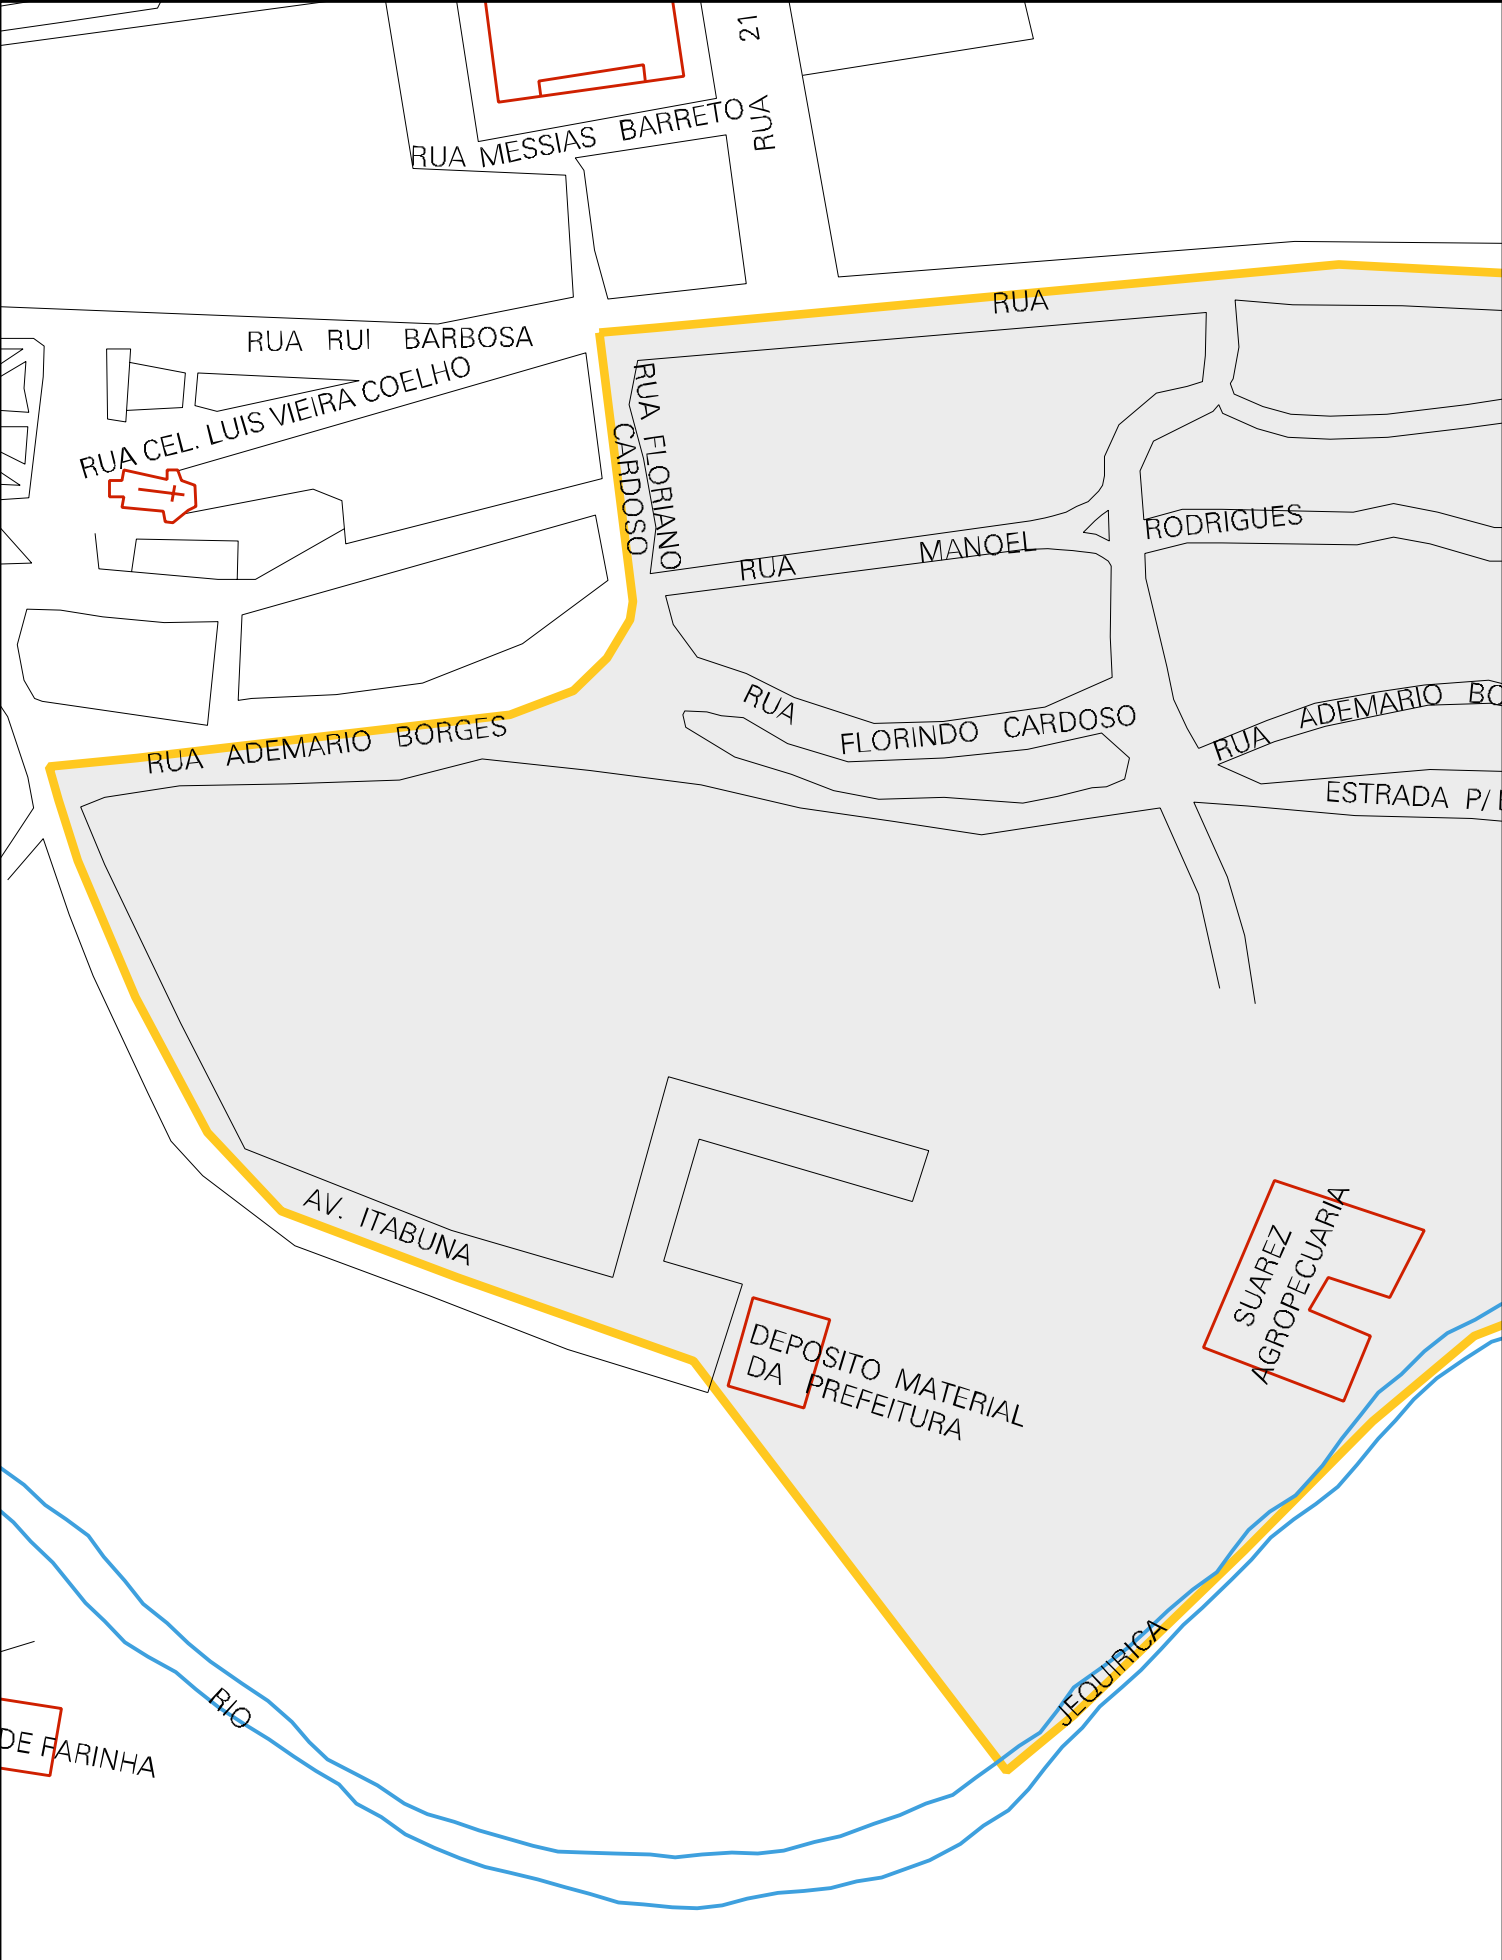 21
RUA
RUA MESSIAS BARRETO
RUA
RUA RUI BARBOSA
RUA CEL. LUIS VIEIRA COELHO
RUA FLORIANO
CARDOSO
RUA MANOEL RODRIGUES
RUA FLORINDO CARDOSO
RUA ADEMARIO BO
RUA ADEMARIO BORGES
ESTRADA P/
AV. ITABUNA
SUAREZ
AGROPECUARIA
DEPOSITO MATERIAL
DA PREFEITURA
RIO JEQUIRICA
DE FARINHA